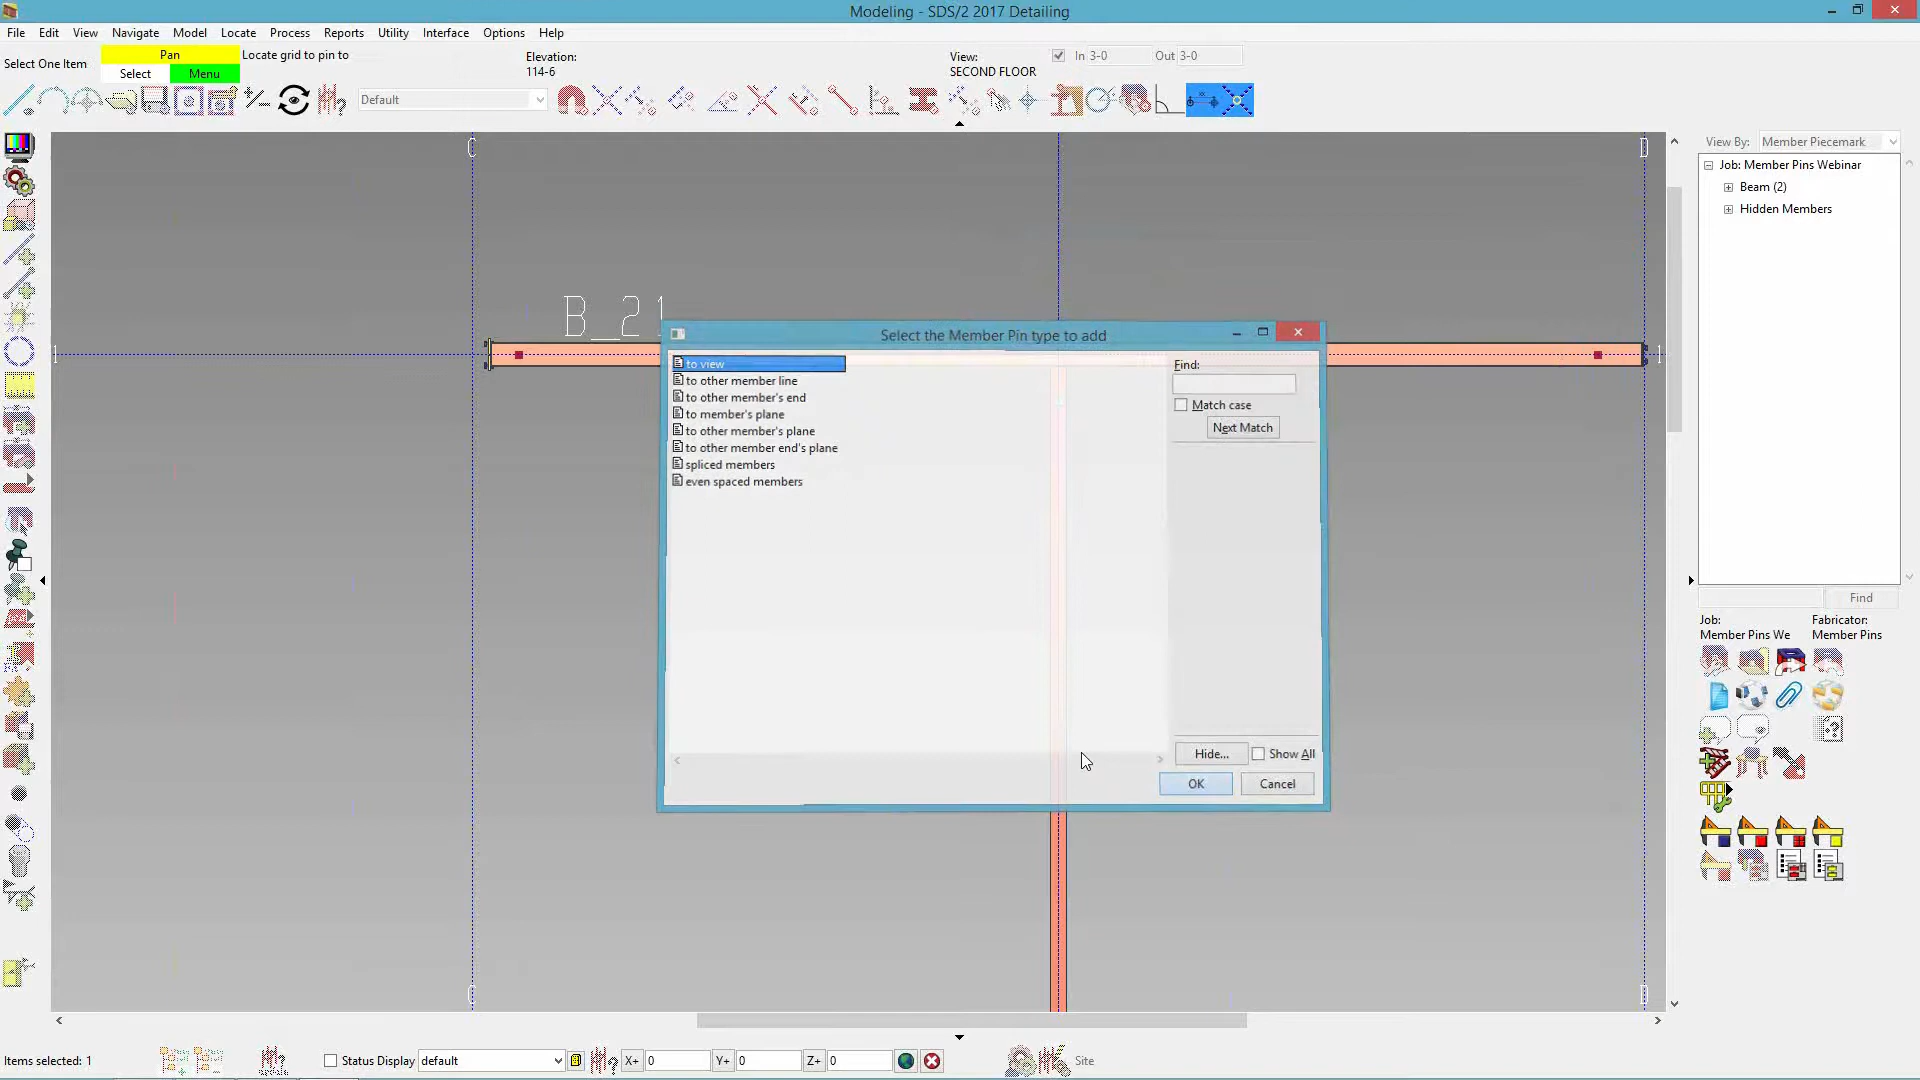 Modeling - SDS/2 2017 Detailing
File Edit View Navigate Model Locate Process Reports Utility Interface Options Help
Select One Item
Pan
Select
Menu
Locate grid to pin to
Elevation:
114-6
View:
SECOND FLOOR
In 3-0
Out 3-0
Default
C
D
B_21
1
1
Select the Member Pin type to add
to view
to other member line
to other member's end
to member's plane
to other member's plane
to other member end's plane
spliced members
even spaced members
Find:
Match case
Next Match
Hide...
Show All
OK
Cancel
C
D
View By: Member Piecemark
Job: Member Pins Webinar
Beam (2)
Hidden Members
Find
Job:
Member Pins We
Fabricator:
Member Pins
Items selected: 1
Status Display
default
X+ 0
Y+ 0
Z+ 0
Site